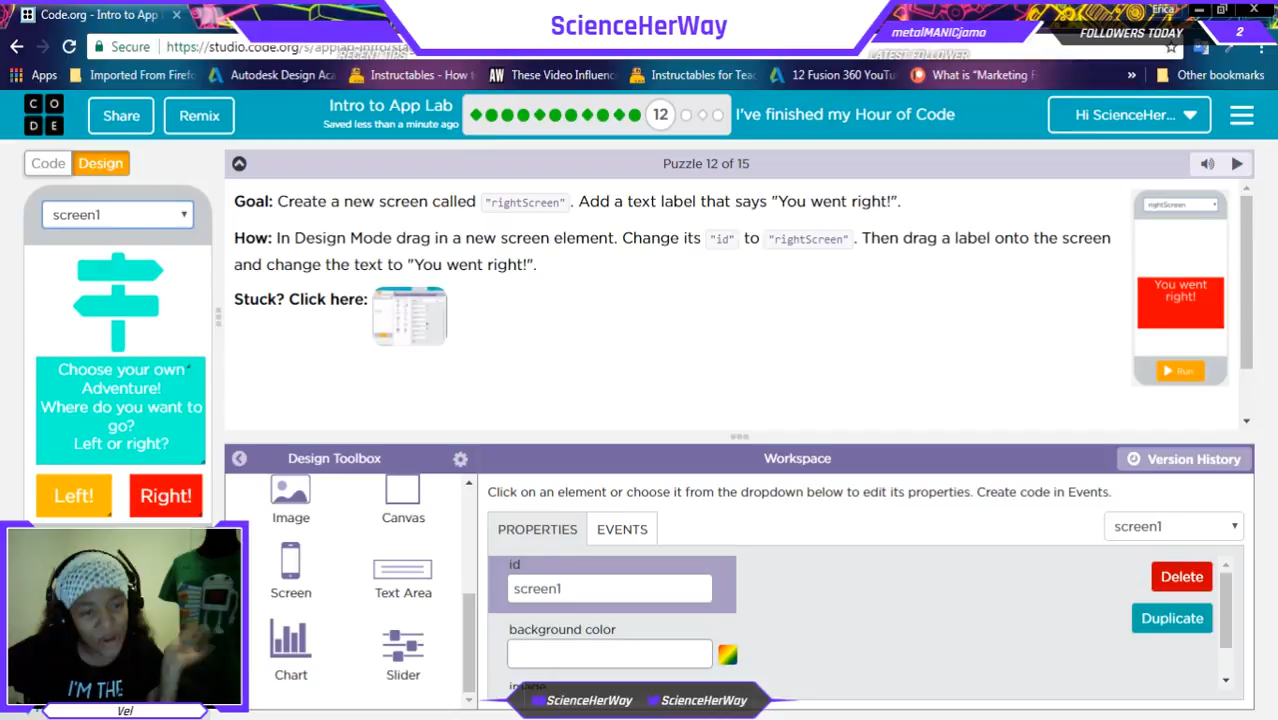 Code.org - Intro to App
ScienceHerWay
Erica
metalMANICjamo
FOLLOWERS TODAY
2
Secure
https://studio.code.org/s/applab-intro/sta
RECENT TIPS
LATEST FOLLOWER
Apps
Imported From Firefo
Autodesk Design Aca
Instructables - How t
AW These Video Influenc
Instructables for Teac
12 Fusion 360 YouTu
What is "Marketing F
»
Other bookmarks
C O
D E
Share
Remix
Intro to App Lab
Saved less than a minute ago
12
I've finished my Hour of Code
Hi ScienceHer...
Code
Design
Puzzle 12 of 15
screen1
Choose your own
Adventure!
Where do you want to
go?
Left or right?
Left!
Right!
Goal: Create a new screen called "rightScreen". Add a text label that says "You went right!".
How: In Design Mode drag in a new screen element. Change its "id" to "rightScreen". Then drag a label onto the screen
and change the text to "You went right!".
Stuck? Click here:
rightScreen
You went
right!
Run
Design Toolbox
Workspace
Version History
Image
Canvas
Screen
Text Area
Chart
Slider
Click on an element or choose it from the dropdown below to edit its properties. Create code in Events.
PROPERTIES
EVENTS
screen1
id
screen1
Delete
Duplicate
background color
image
I'M THE
Vel
ScienceHerWay
ScienceHerWay